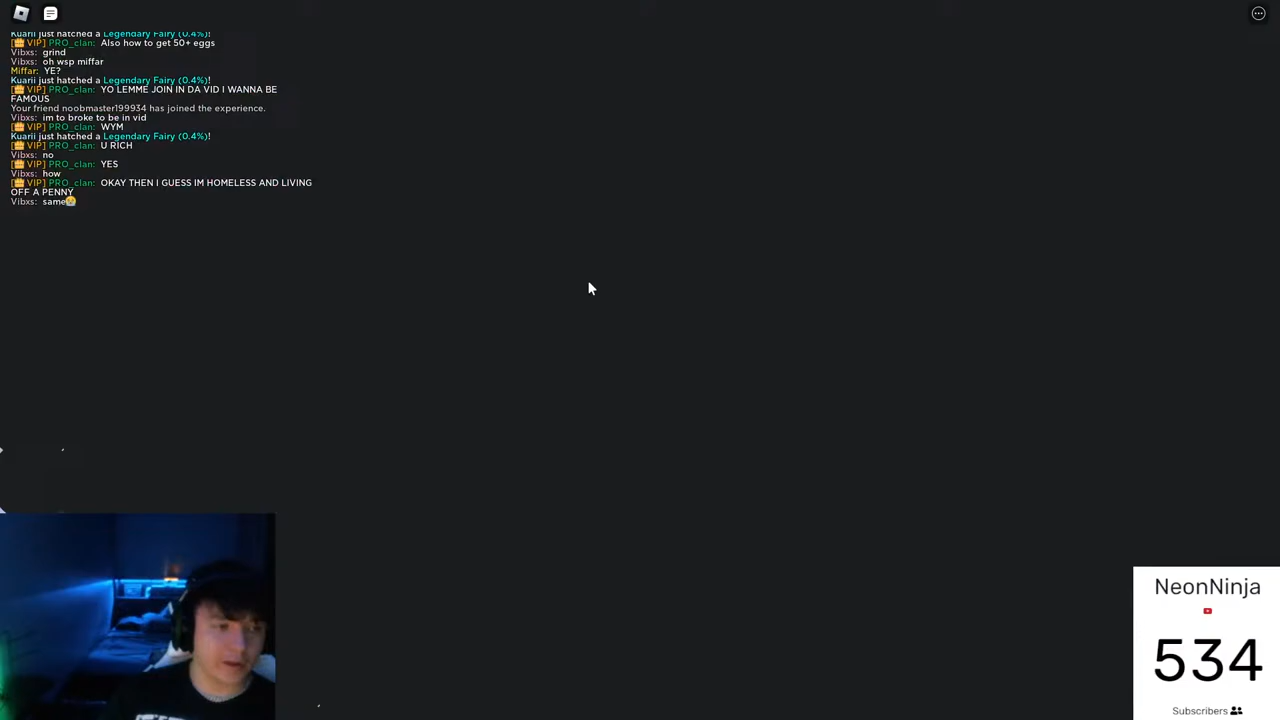 Kuarii just hatched a Legendary Fairy (0.4%)!
[VIP] PRO_clan: Also how to get 50+ eggs
Vibxs: grind
Vibxs: oh wsp miffar
Miffar: YE?
Kuarii just hatched a Legendary Fairy (0.4%)!
[VIP] PRO_clan: YO LEMME JOIN IN DA VID I WANNA BE
FAMOUS
Your friend noobmaster199934 has joined the experience.
Vibxs: im to broke to be in vid
[VIP] PRO_clan: WYM
Kuarii just hatched a Legendary Fairy (0.4%)!
[VIP] PRO_clan: U RICH
Vibxs: no
[VIP] PRO_clan: YES
Vibxs: how
[VIP] PRO_clan: OKAY THEN I GUESS IM HOMELESS AND LIVING
OFF A PENNY
Vibxs: same😭
NeonNinja
534
Subscribers